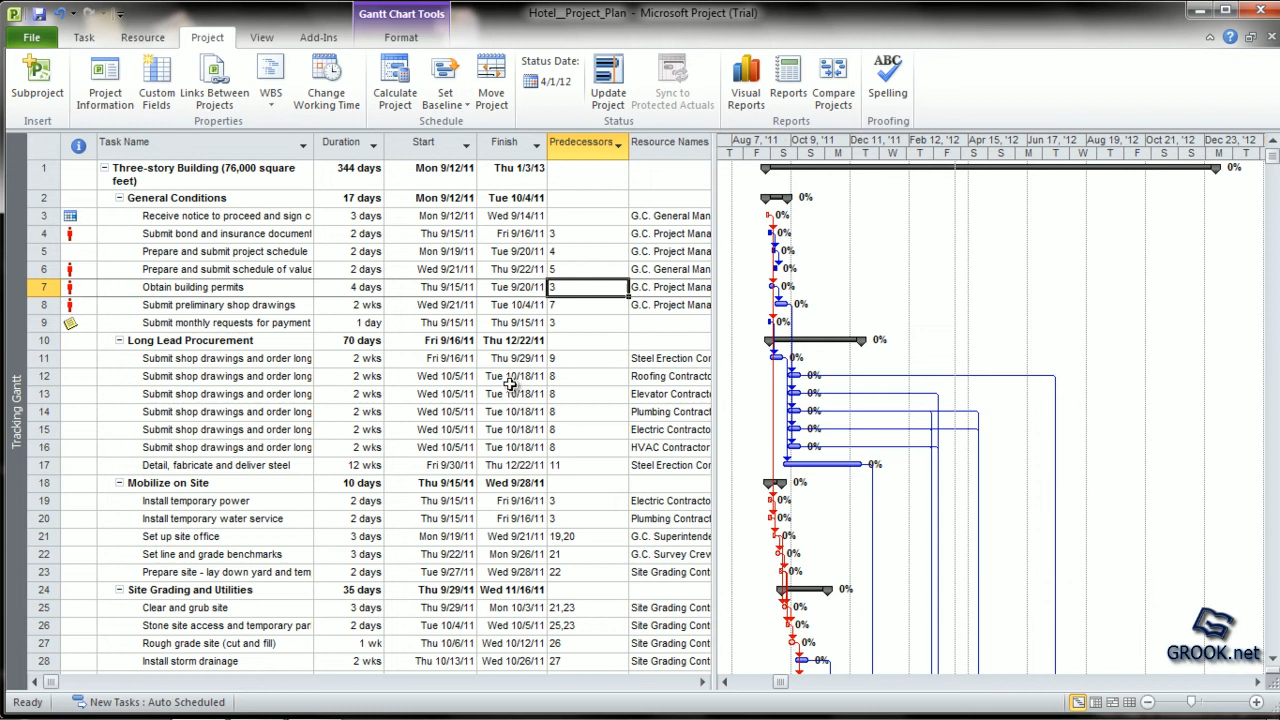 Gantt Chart Tools
Hotel__Project_Plan - Microsoft Project (Trial)
File Task Resource Project View Add-Ins Format
Subproject
Project Information
Custom Fields
Links Between Projects
WBS
Change Working Time
Calculate Project
Set Baseline
Move Project
Status Date:
4/1/12
Update Project
Sync to Protected Actuals
Visual Reports
Reports
Compare Projects
ABC
Spelling
Insert Properties Schedule Status Reports Proofing
Task Name Duration Start Finish Predecessors Resource Names
Aug 7, '11 Oct 9, '11 Dec 11, '11 Feb 12, '12 Apr 15, '12 Jun 17, '12 Aug 19, '12 Oct 21, '12 Dec 23, '12
T F S S M T W T F S S M T W T F S
1 Three-story Building (76,000 square feet) 344 days Mon 9/12/11 Thu 1/3/13 0%
2 General Conditions 17 days Mon 9/12/11 Tue 10/4/11 0%
3 Receive notice to proceed and sign c 3 days Mon 9/12/11 Wed 9/14/11 G.C. General Man 0%
4 Submit bond and insurance document 2 days Thu 9/15/11 Fri 9/16/11 3 G.C. Project Mana 0%
5 Prepare and submit project schedule 2 days Mon 9/19/11 Tue 9/20/11 4 G.C. Project Mana 0%
6 Prepare and submit schedule of value 2 days Wed 9/21/11 Thu 9/22/11 5 G.C. General Man 0%
7 Obtain building permits 4 days Thu 9/15/11 Tue 9/20/11 3 G.C. Project Mana 0%
8 Submit preliminary shop drawings 2 wks Wed 9/21/11 Tue 10/4/11 7 G.C. Project Mana 0%
9 Submit monthly requests for payment 1 day Thu 9/15/11 Thu 9/15/11 3 0%
10 Long Lead Procurement 70 days Fri 9/16/11 Thu 12/22/11 0%
11 Submit shop drawings and order long 2 wks Fri 9/16/11 Thu 9/29/11 9 Steel Erection Cor 0%
12 Submit shop drawings and order long 2 wks Wed 10/5/11 Tue 10/18/11 8 Roofing Contracto 0%
13 Submit shop drawings and order long 2 wks Wed 10/5/11 Tue 10/18/11 8 Elevator Contract 0%
14 Submit shop drawings and order long 2 wks Wed 10/5/11 Tue 10/18/11 8 Plumbing Contrac 0%
15 Submit shop drawings and order long 2 wks Wed 10/5/11 Tue 10/18/11 8 Electric Contracto 0%
16 Submit shop drawings and order long 2 wks Wed 10/5/11 Tue 10/18/11 8 HVAC Contractor 0%
17 Detail, fabricate and deliver steel 12 wks Fri 9/30/11 Thu 12/22/11 11 Steel Erection Cor 0%
18 Mobilize on Site 10 days Thu 9/15/11 Wed 9/28/11 0%
19 Install temporary power 2 days Thu 9/15/11 Fri 9/16/11 3 Electric Contracto 0%
20 Install temporary water service 2 days Thu 9/15/11 Fri 9/16/11 3 Plumbing Contrac 0%
21 Set up site office 3 days Mon 9/19/11 Wed 9/21/11 19,20 G.C. Superintende 0%
22 Set line and grade benchmarks 3 days Thu 9/22/11 Mon 9/26/11 21 G.C. Survey Crew 0%
23 Prepare site - lay down yard and tem 2 days Tue 9/27/11 Wed 9/28/11 22 Site Grading Cont 0%
24 Site Grading and Utilities 35 days Thu 9/29/11 Wed 11/16/11 0%
25 Clear and grub site 3 days Thu 9/29/11 Mon 10/3/11 21,23 Site Grading Cont 0%
26 Stone site access and temporary par 2 days Tue 10/4/11 Wed 10/5/11 25,23 Site Grading Cont 0%
27 Rough grade site (cut and fill) 1 wk Thu 10/6/11 Wed 10/12/11 26 Site Grading Cont 0%
28 Install storm drainage 2 wks Thu 10/13/11 Wed 10/26/11 27 Site Grading Cont 0%
Tracking Gantt
GROOK.net
Ready New Tasks : Auto Scheduled